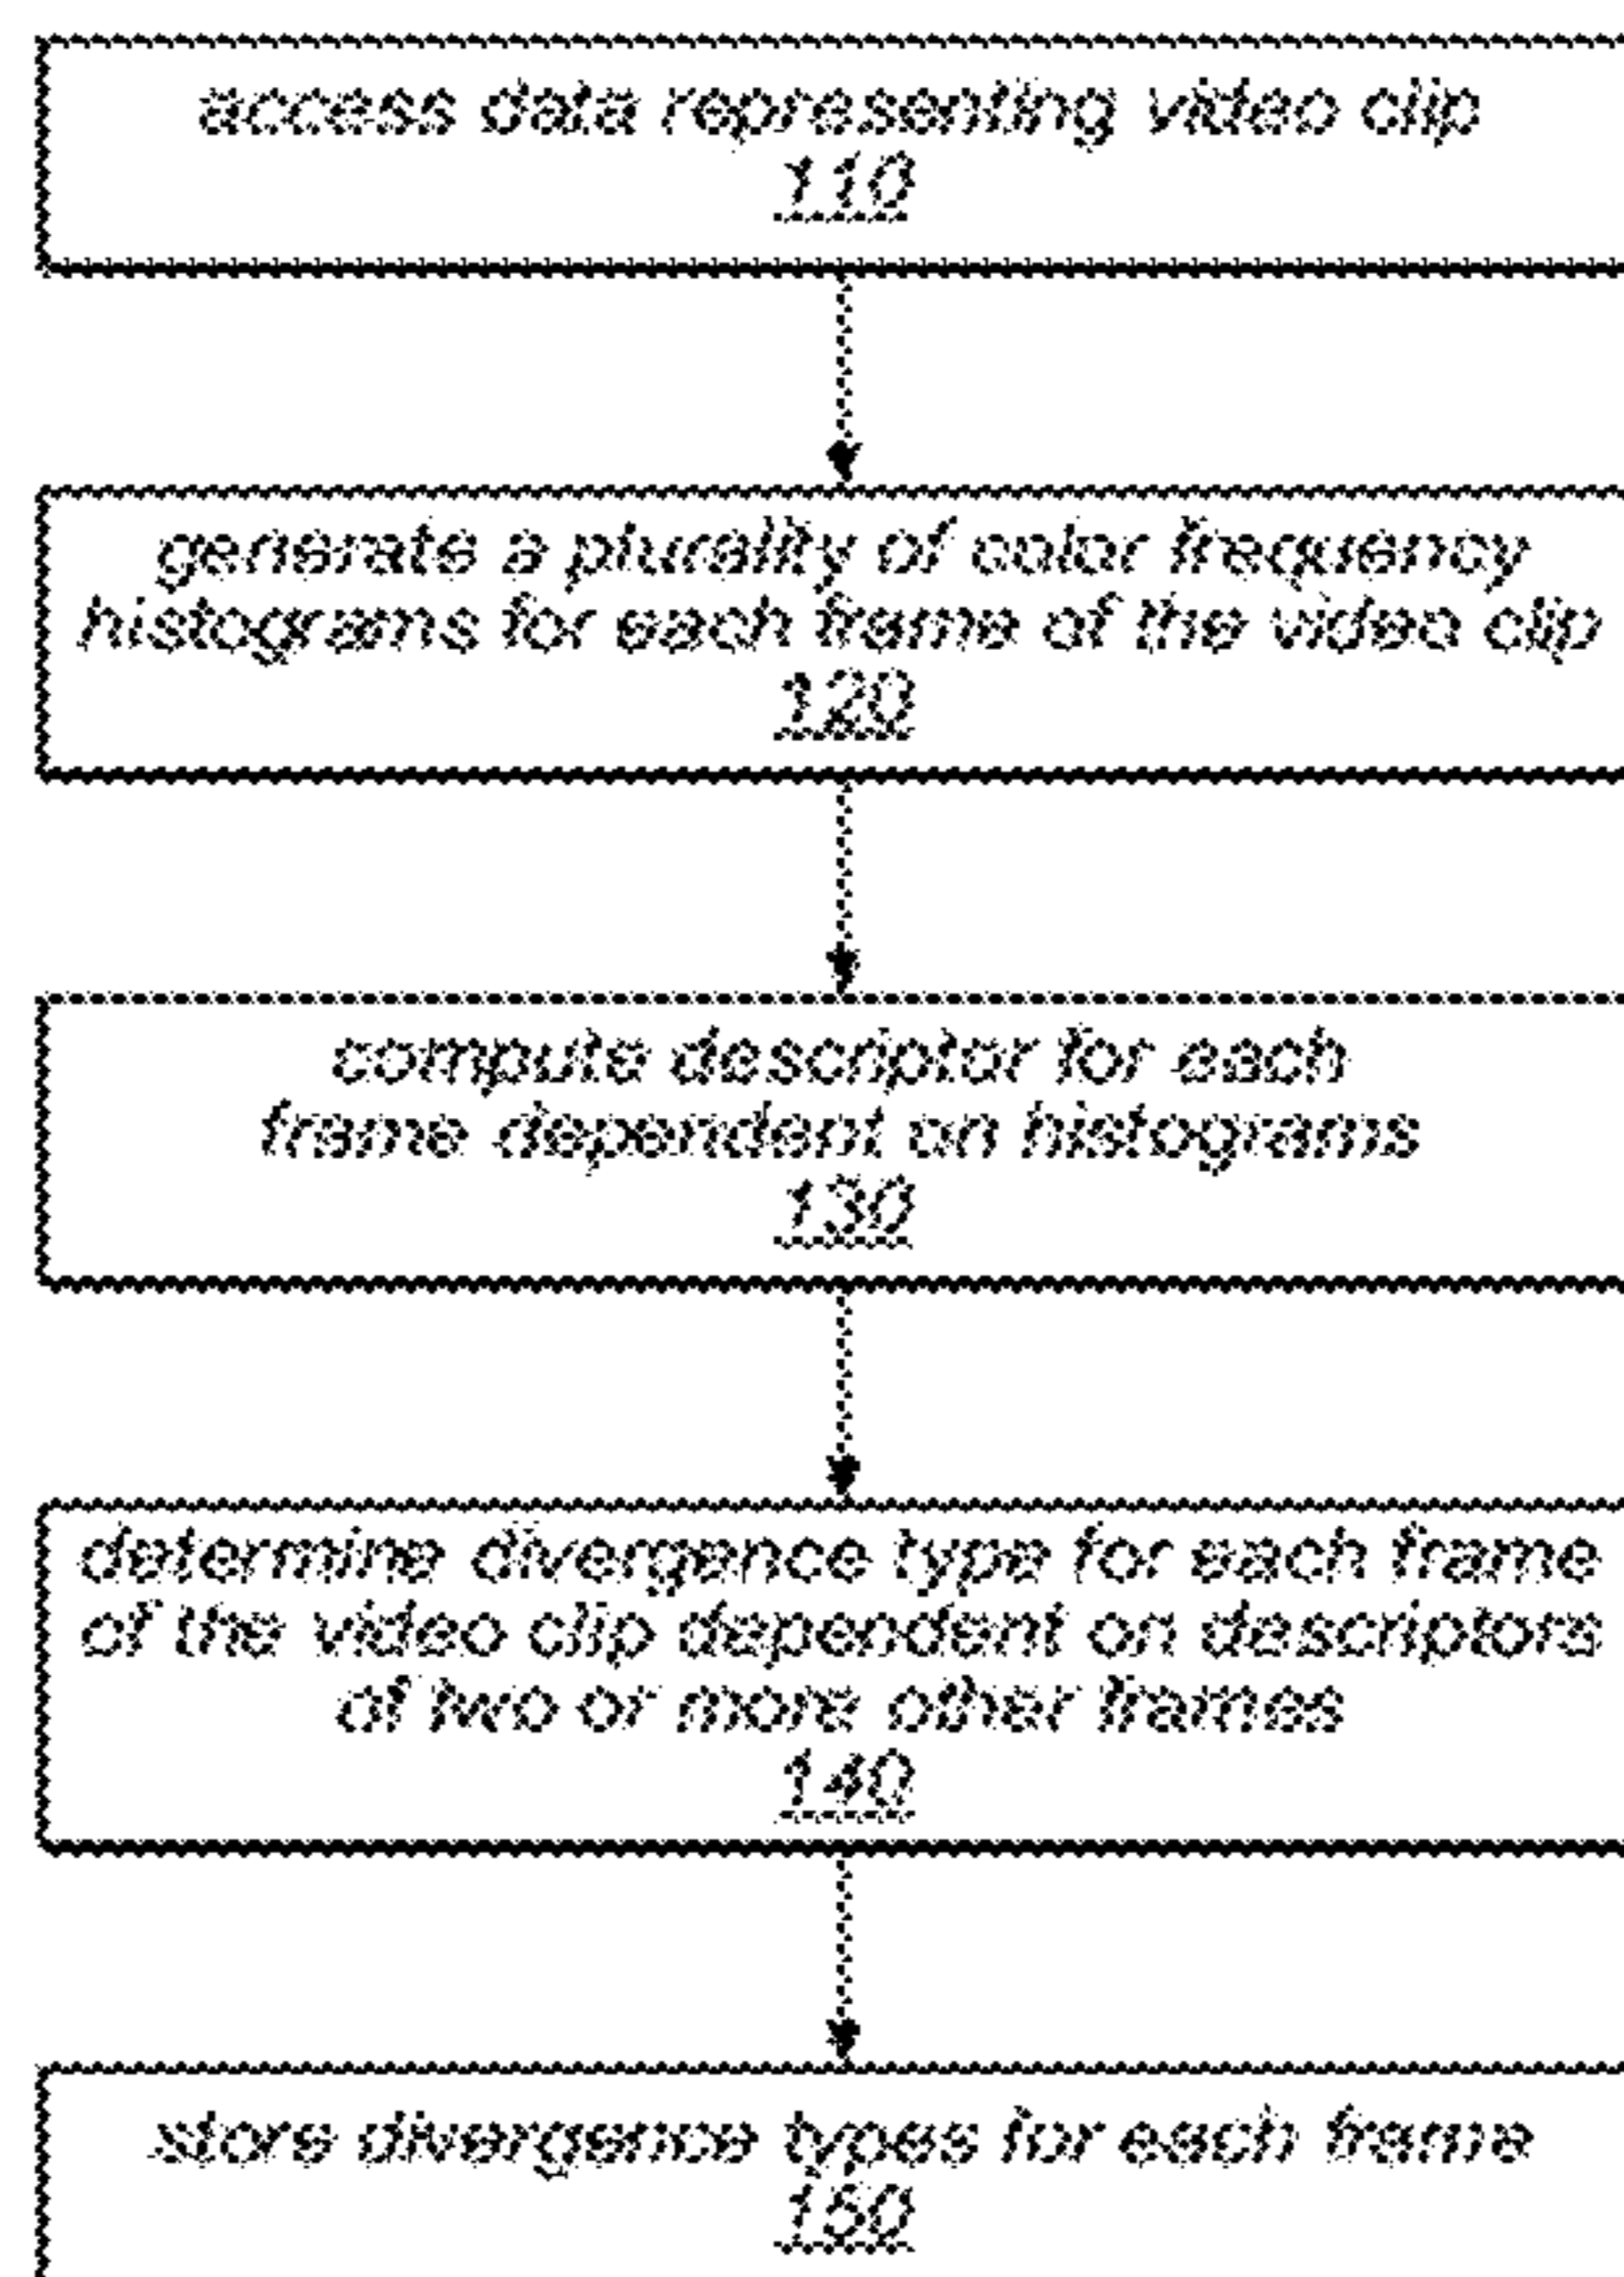 access data representing video clip
110
generate a plurality of color frequency
histograms for each frame of the video clip
120
compute descriptor for each
frame dependent on histograms
130
determine divergence type for each frame
of the video clip dependent on descriptors
of two or more other frames
140
store divergence types for each frame
150